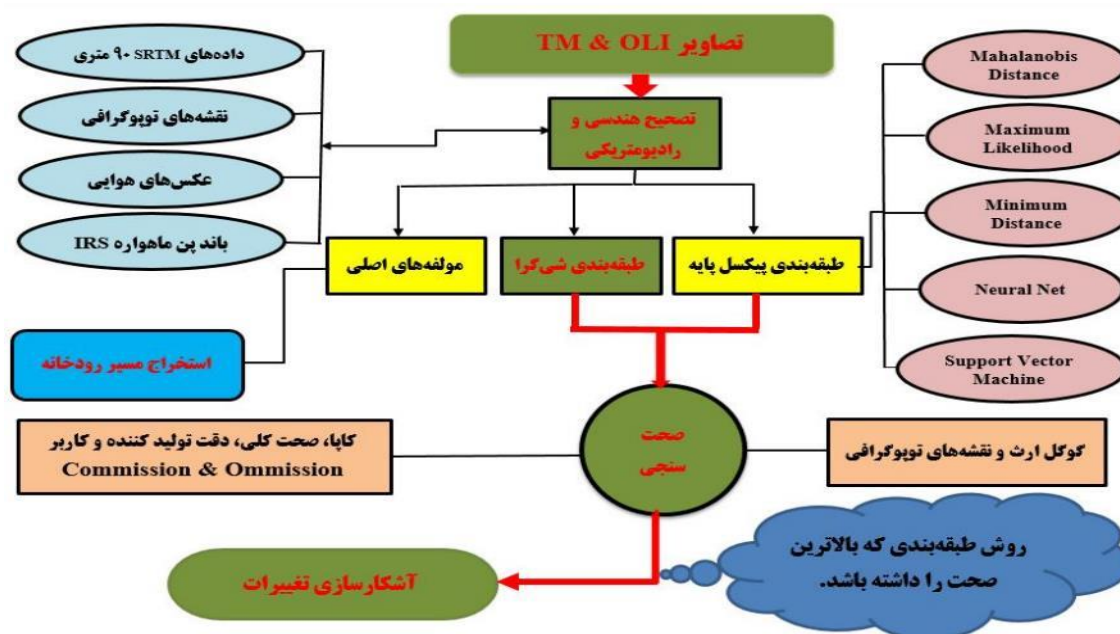 تصاویر TM & OLI
تصحیح هندسی و
رادیومتریکی
داده‌های SRTM ۹۰ متری
نقشه‌های توپوگرافی
عکس‌های هوایی
باند پن ماهواره IRS
Mahalanobis
Distance
Maximum
Likelihood
Minimum
Distance
Neural Net
Support Vector
Machine
طبقه‌بندی پیکسل پایه
طبقه‌بندی شی‌گرا
مولفه‌های اصلی
استخراج مسیر رودخانه
صحت
سنجی
گوگل ارث و نقشه‌های توپوگرافی
کاپا، صحت کلی، دقت تولید کننده و کاربر
Commission & Ommission
روش طبقه‌بندی که بالاترین
صحت را داشته باشد.
آشکارسازی تغییرات